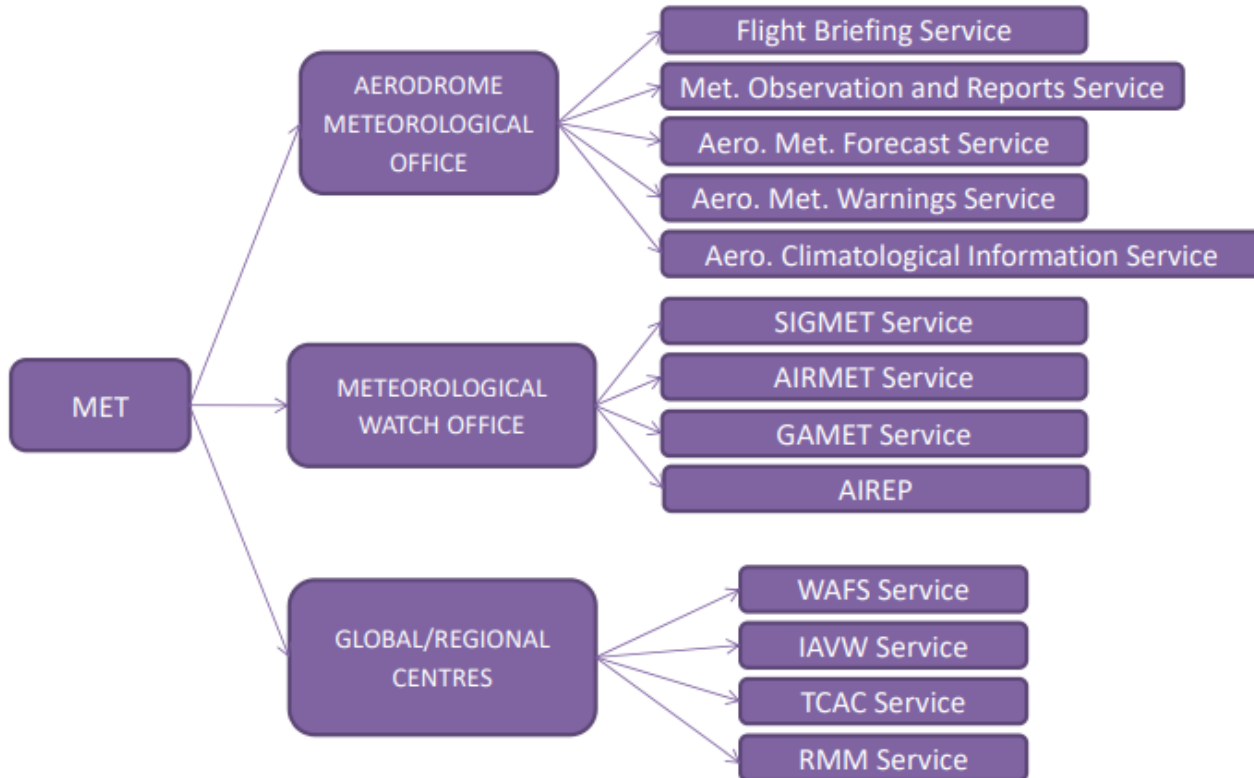 MET
AERODROME
METEOROLOGICAL
OFFICE
Flight Briefing Service
Met. Observation and Reports Service
Aero. Met. Forecast Service
Aero. Met. Warnings Service
Aero. Climatological Information Service
METEOROLOGICAL
WATCH OFFICE
SIGMET Service
AIRMET Service
GAMET Service
AIREP
GLOBAL/REGIONAL
CENTRES
WAFS Service
IAVW Service
TCAC Service
RMM Service